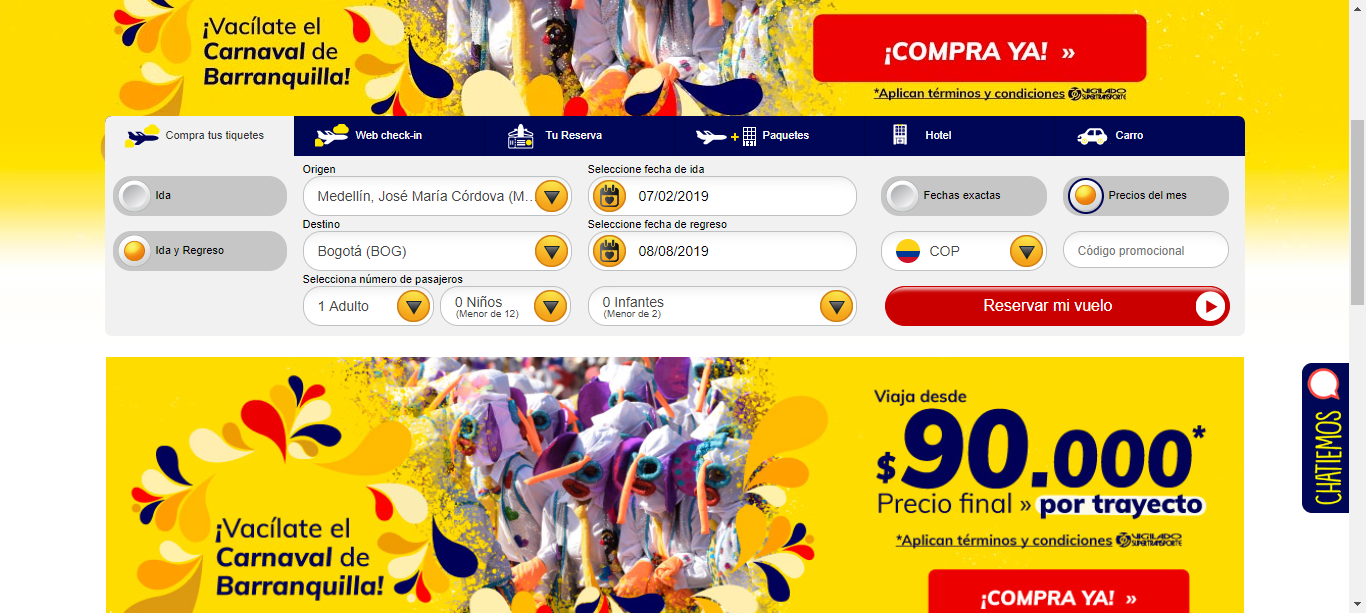 ¡Vacílate el
Carnaval de
Barranquilla!
¡COMPRA YA! »
*Aplican términos y condiciones VIGILADO SUPERTRANSPORTE
Compra tus tiquetes
Web check-in
Tu Reserva
Paquetes
Hotel
Carro
Origen
Seleccione fecha de ida
Ida
Medellín, José María Córdova (M...
07/02/2019
Fechas exactas
Precios del mes
Destino
Seleccione fecha de regreso
Ida y Regreso
Bogotá (BOG)
08/08/2019
COP
Código promocional
Selecciona número de pasajeros
1 Adulto
0 Niños
(Menor de 12)
0 Infantes
(Menor de 2)
Reservar mi vuelo
Viaja desde
$90.000*
Precio final » por trayecto
*Aplican términos y condiciones VIGILADO SUPERTRANSPORTE
¡Vacílate el
Carnaval de
Barranquilla!
¡COMPRA YA! »
CHATIEMOS